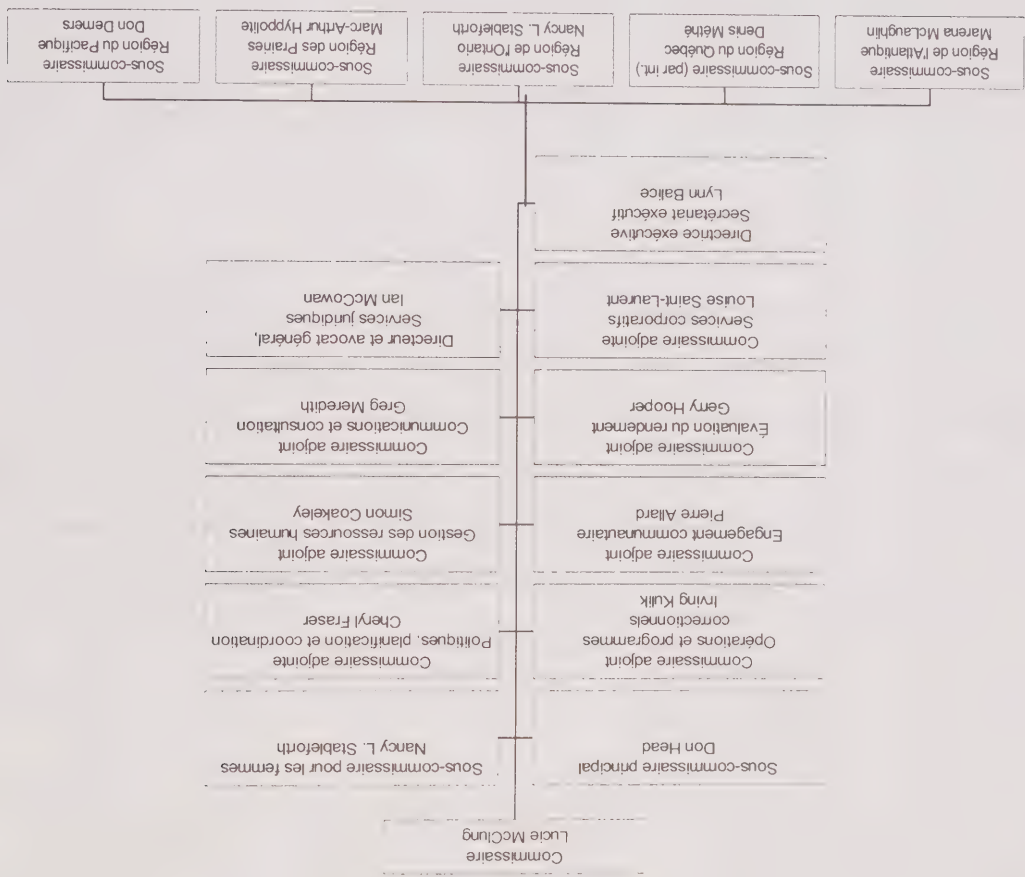 Commissaire
Lucie McClung
Sous-commissaire principal
Don Head
Sous-commissaire pour les femmes
Nancy L. Stableforth
Commissaire adjoint
Opérations et programmes
correctionnels
Irving Kulik
Commissaire adjointe
Politiques, planification et coordination
Cheryl Fraser
Commissaire adjoint
Engagement communautaire
Pierre Allard
Commissaire adjoint
Gestion des ressources humaines
Simon Coakeley
Commissaire adjoint
Évaluation du rendement
Gerry Hooper
Commissaire adjoint
Communications et consultation
Greg Meredith
Commissaire adjointe
Services corporatifs
Louise Saint-Laurent
Directeur et avocat général,
Services juridiques
Ian McCowan
Directrice exécutive
Secrétariat exécutif
Lynn Balice
Sous-commissaire
Région de l'Atlantique
Marena McLaughlin
Sous-commissaire (par int.)
Région du Québec
Denis Méthé
Sous-commissaire
Région de l'Ontario
Nancy L. Stableforth
Sous-commissaire
Région des Prairies
Marc-Arthur Hyppolite
Sous-commissaire
Région du Pacifique
Don Demers